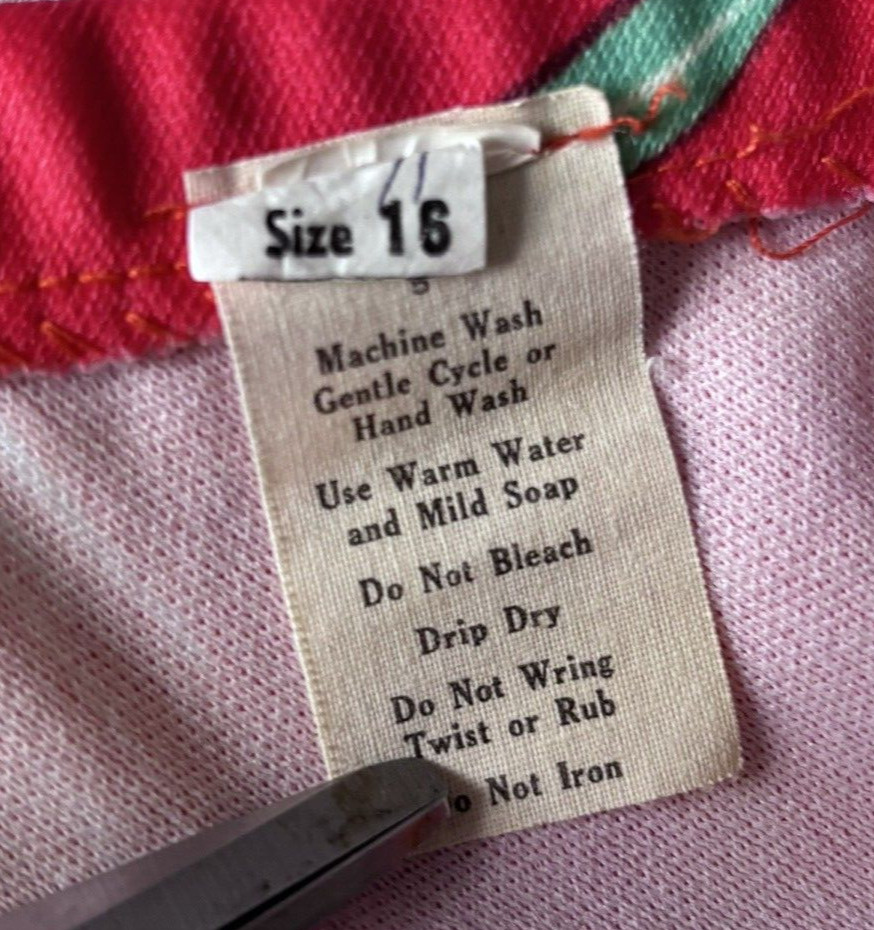 Size 16
Machine Wash
Gentle Cycle or
Hand Wash
Use Warm Water
and Mild Soap
Do Not Bleach
Drip Dry
Do Not Wring
Twist or Rub
Do Not Iron